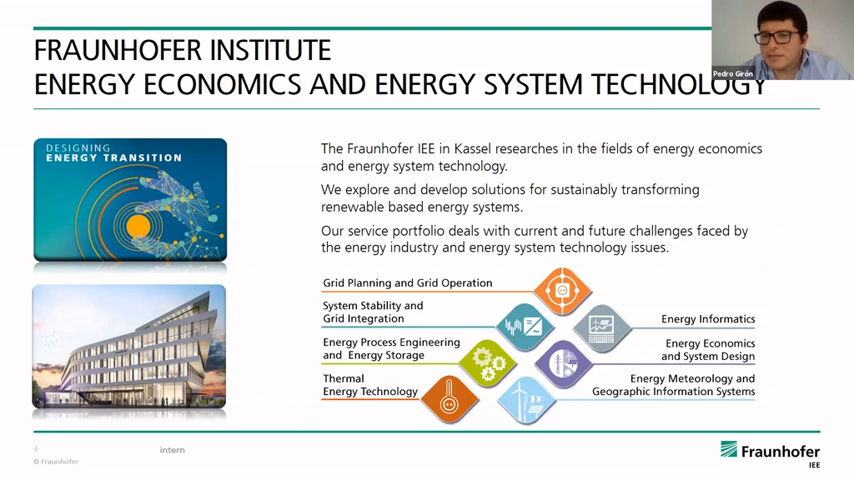 FRAUNHOFER INSTITUTE
ENERGY ECONOMICS AND ENERGY SYSTEM TECHNOLOGY
Pedro Girón
DESIGNING
ENERGY TRANSITION
The Fraunhofer IEE in Kassel researches in the fields of energy economics
and energy system technology.
We explore and develop solutions for sustainably transforming
renewable based energy systems.
Our service portfolio deals with current and future challenges faced by
the energy industry and energy system technology issues.
Grid Planning and Grid Operation
System Stability and
Grid Integration
Energy Process Engineering
and Energy Storage
Thermal
Energy Technology
Energy Informatics
Energy Economics
and System Design
Energy Meteorology and
Geographic Information Systems
3
intern
© Fraunhofer
Fraunhofer
IEE